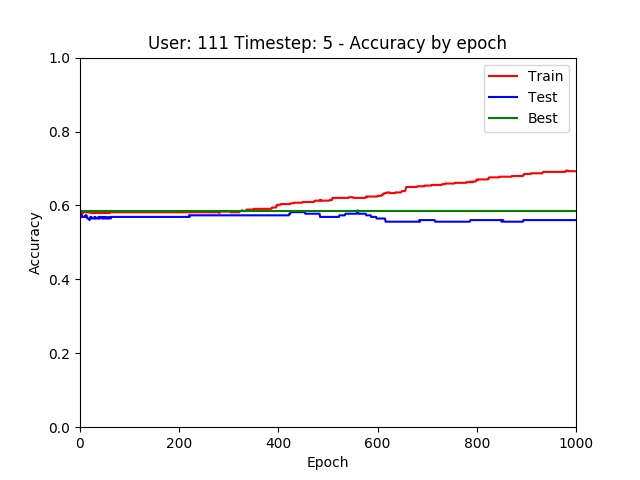 User: 111 Timestep: 5 - Accuracy by epoch
Train
Test
Best
Accuracy
1.0
0.8
0.6
0.4
0.2
0.0
0 200 400 600 800 1000
Epoch